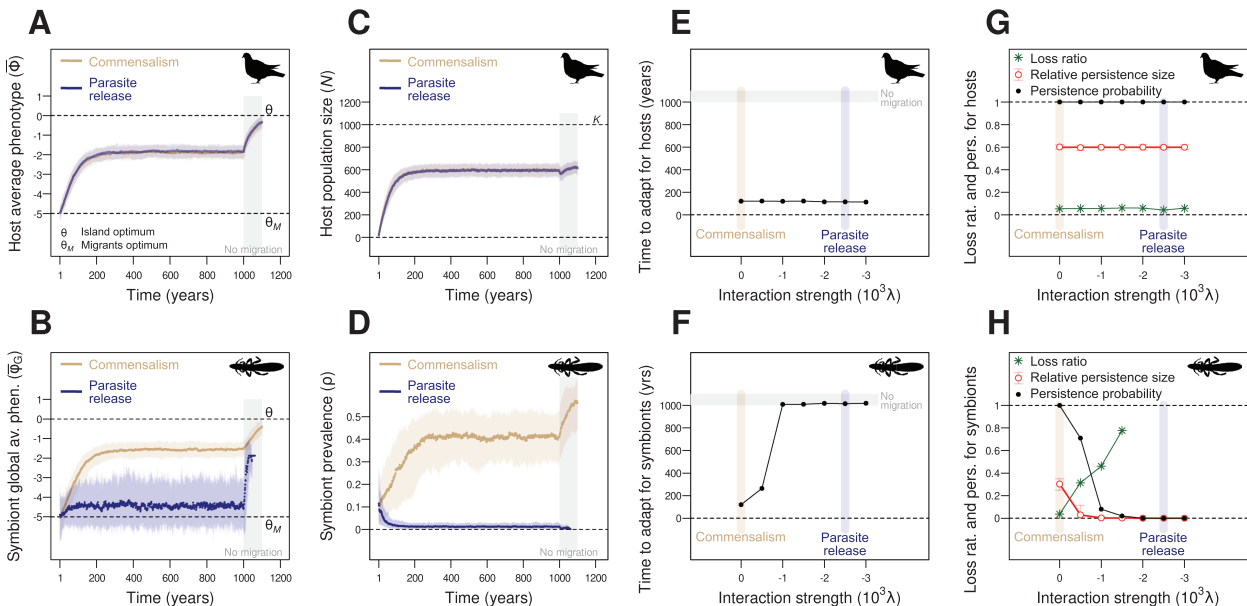 A
Host average phenotype (Φ̅)
Commensalism
Parasite
release
1
0
-1
-2
-3
-4
-5
θ
θM
θ Island optimum
θM Migrants optimum
No migration
1 200 400 600 800 1000 1200
Time (years)
C
Host population size (N)
Commensalism
Parasite
release
1200
1000
800
600
400
200
0
K
No migration
1 200 400 600 800 1000 1200
Time (years)
E
Time to adapt for hosts (years)
1000
800
600
400
200
0
No
migration
Commensalism
Parasite
release
0 -1 -2 -3
Interaction strength (10³λ)
G
Loss rat. and pers. for hosts
Loss ratio
Relative persistence size
Persistence probability
1
0.8
0.6
0.4
0.2
0
Commensalism
Parasite
release
0 -1 -2 -3
Interaction strength (10³λ)
B
Symbiont global av. phen. (φ̅G)
Commensalism
Parasite
release
1
0
-1
-2
-3
-4
-5
θ
θM
No migration
1 200 400 600 800 1000 1200
Time (years)
D
Symbiont prevalence (ρ)
Commensalism
Parasite
release
0.5
0.4
0.3
0.2
0.1
0
No migration
1 200 400 600 800 1000 1200
Time (years)
F
Time to adapt for symbionts (yrs)
1000
800
600
400
200
0
No
migration
Commensalism
Parasite
release
0 -1 -2 -3
Interaction strength (10³λ)
H
Loss rat. and pers. for symbionts
Loss ratio
Relative persistence size
Persistence probability
1
0.8
0.6
0.4
0.2
0
Commensalism
Parasite
release
0 -1 -2 -3
Interaction strength (10³λ)